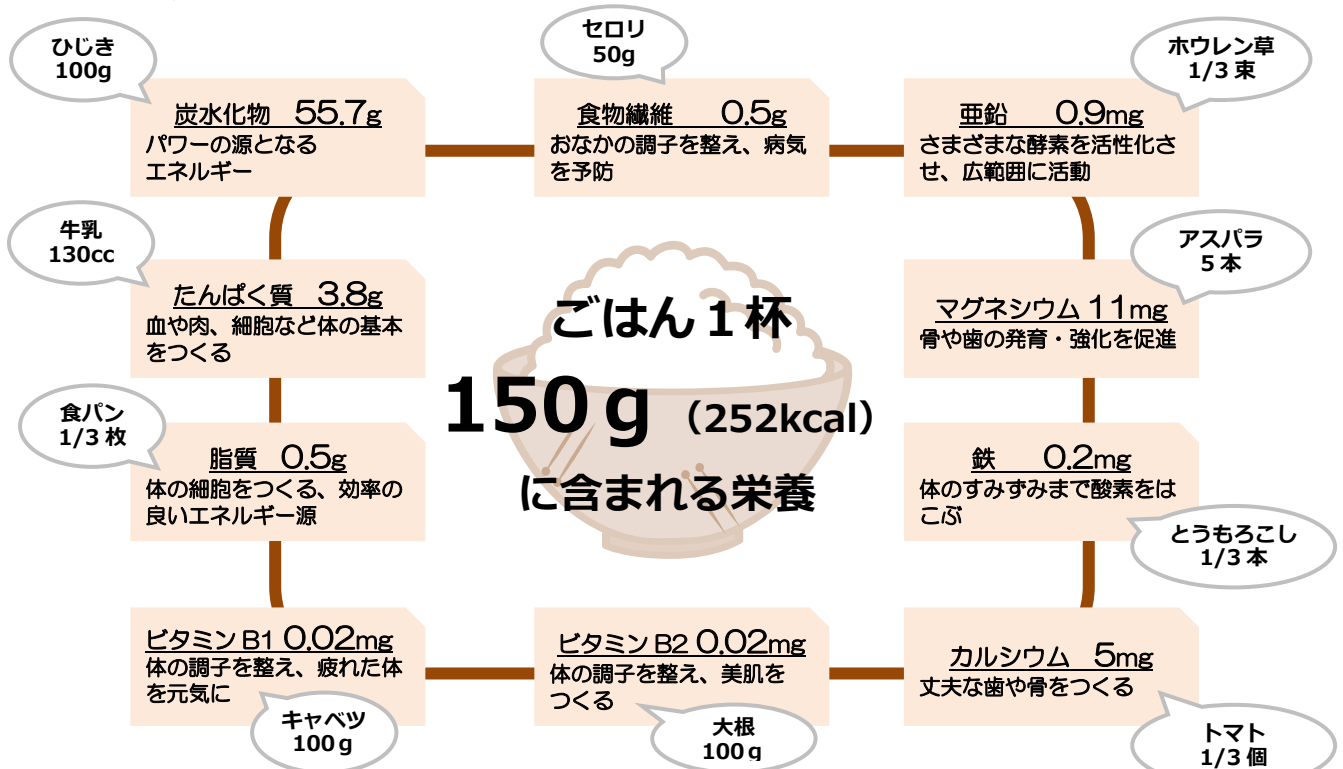 ひじき
100g
炭水化物 55.7g
パワーの源となる
エネルギー
セロリ
50g
食物繊維 0.5g
おなかの調子を整え、病気
を予防
ホウレン草
1/3 束
亜鉛 0.9mg
さまざまな酵素を活性化さ
せ、広範囲に活動
牛乳
130cc
たんぱく質 3.8g
血や肉、細胞など体の基本
をつくる
ごはん１杯
150ｇ（252kcal）
に含まれる栄養
アスパラ
5 本
マグネシウム 11mg
骨や歯の発育・強化を促進
食パン
1/3 枚
脂質 0.5g
体の細胞をつくる、効率の
良いエネルギー源
鉄 0.2mg
体のすみずみまで酸素をは
こぶ
とうもろこし
1/3 本
ビタミン B1 0.02mg
体の調子を整え、疲れた体
を元気に
キャベツ
100ｇ
ビタミン B2 0.02mg
体の調子を整え、美肌を
つくる
大根
100ｇ
カルシウム 5mg
丈夫な歯や骨をつくる
トマト
1/3 個